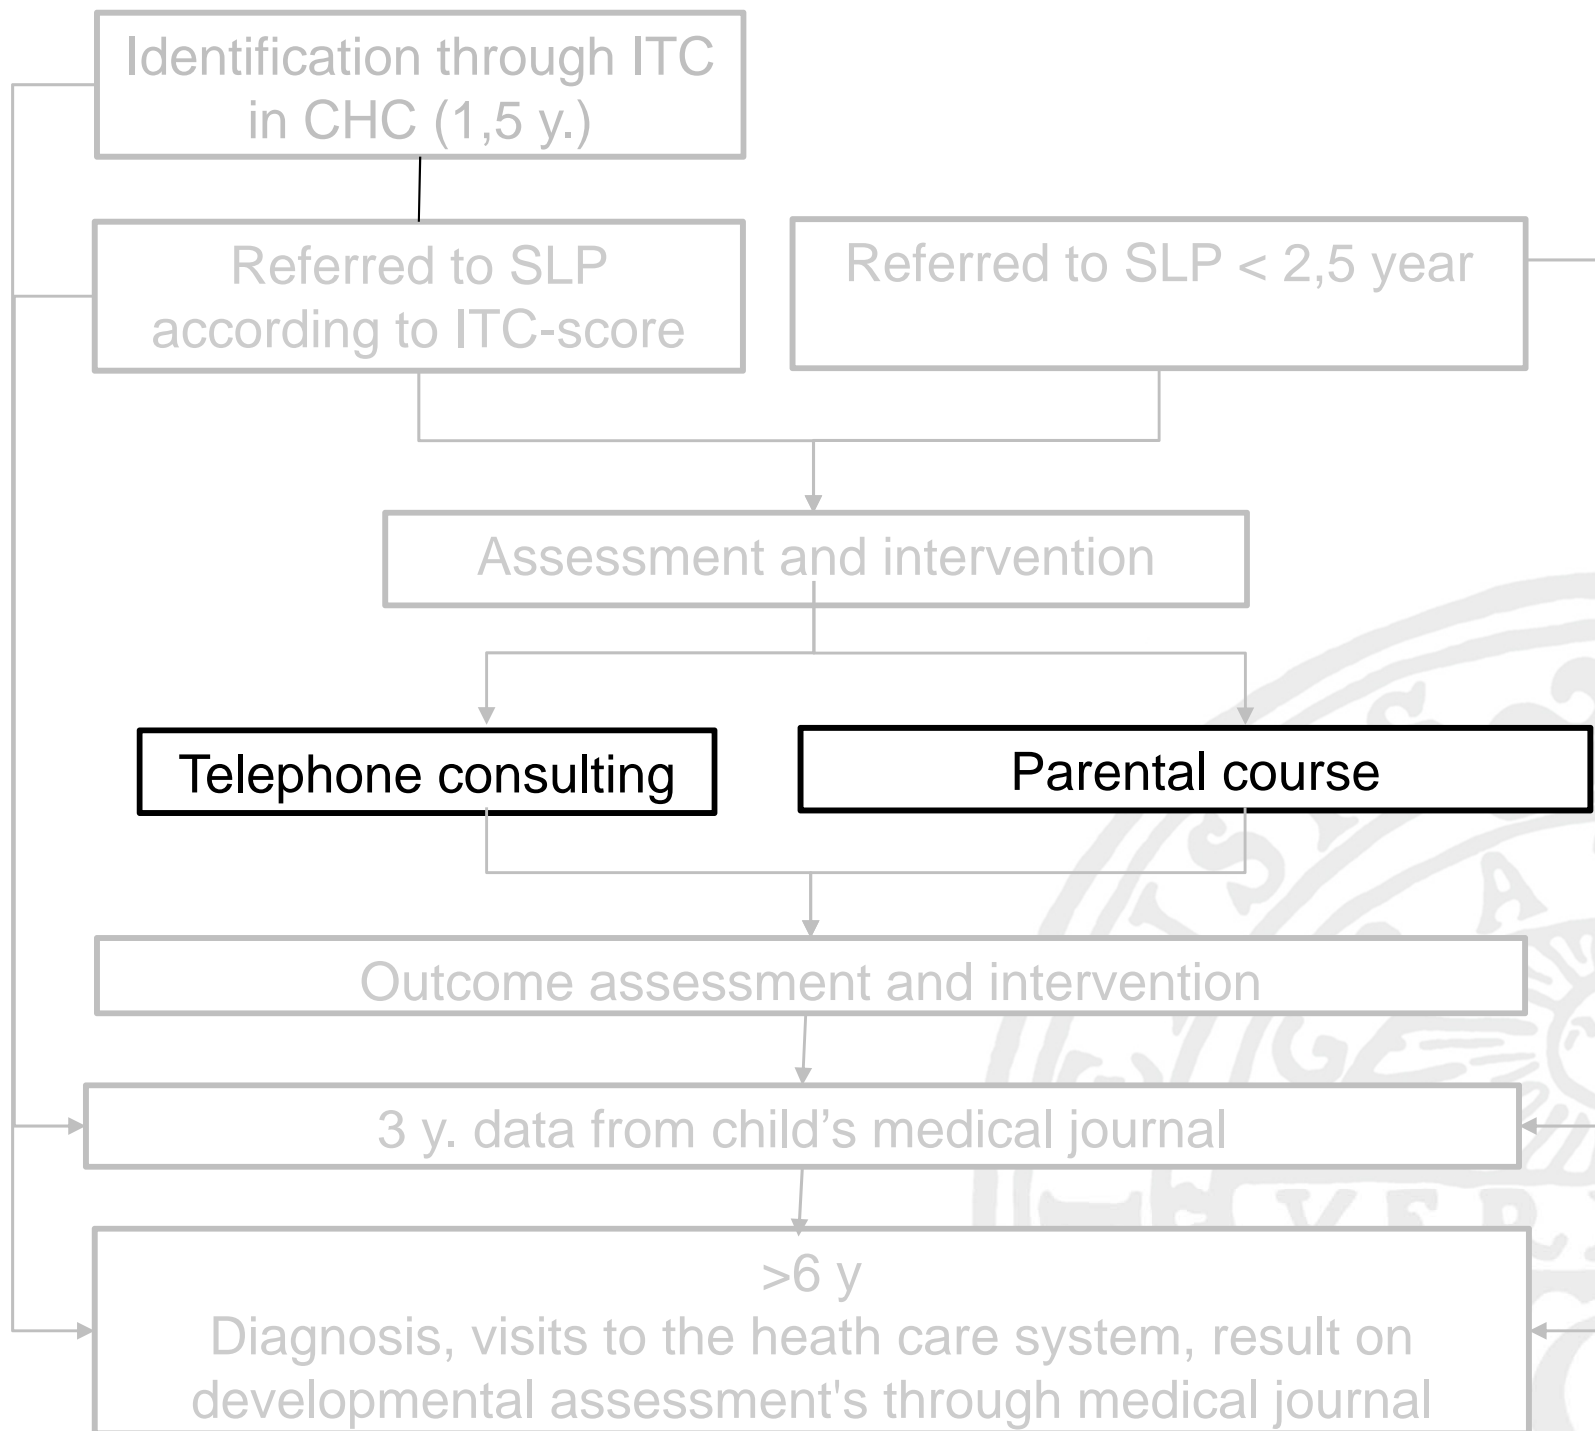 Identification through ITC
in CHC (1,5 y.)
Referred to SLP
according to ITC-score
Referred to SLP < 2,5 year
Assessment and intervention
Telephone consulting
Parental course
Outcome assessment and intervention
3 y. data from child’s medical journal
>6 y
Diagnosis, visits to the heath care system, result on
developmental assessment's through medical journal